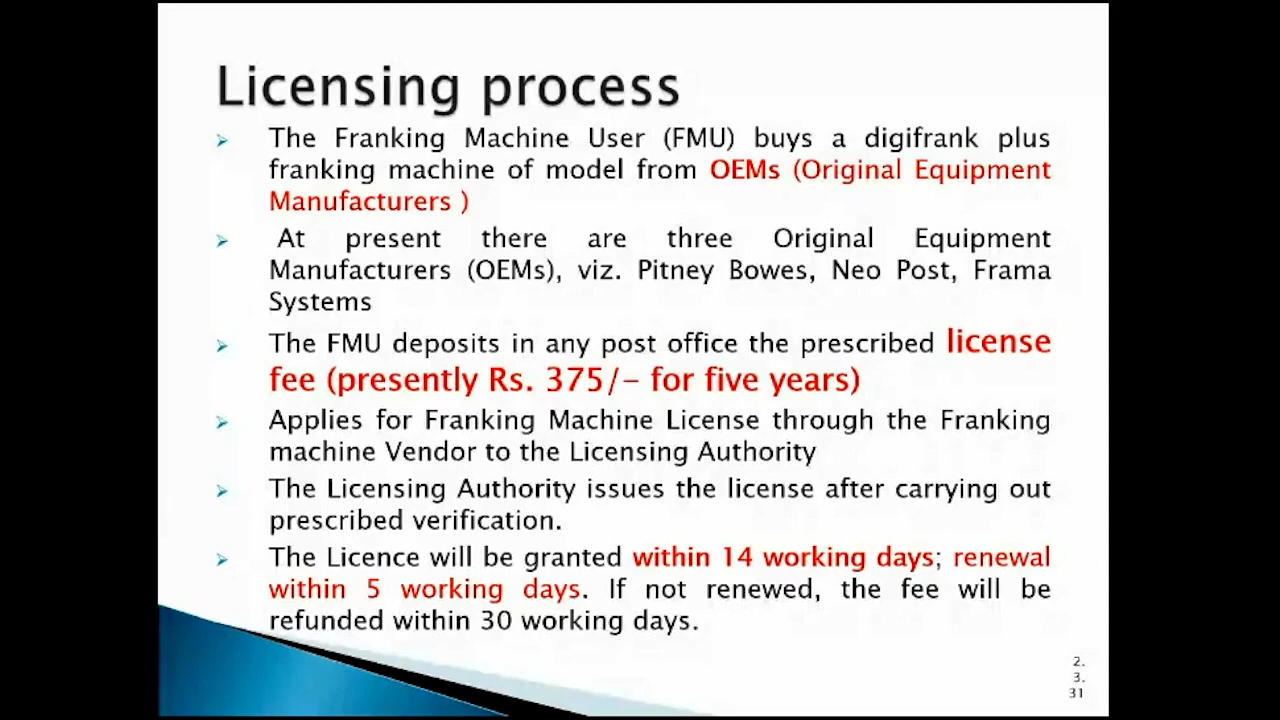 Licensing process
The Franking Machine User (FMU) buys a digifrank plus
franking machine of model from OEMs (Original Equipment
Manufacturers )
At present there are three Original Equipment
Manufacturers (OEMs), viz. Pitney Bowes, Neo Post, Frama
Systems
The FMU deposits in any post office the prescribed license
fee (presently Rs. 375/- for five years)
Applies for Franking Machine License through the Franking
machine Vendor to the Licensing Authority
The Licensing Authority issues the license after carrying out
prescribed verification.
The Licence will be granted within 14 working days; renewal
within 5 working days. If not renewed, the fee will be
refunded within 30 working days.
2.
3.
31